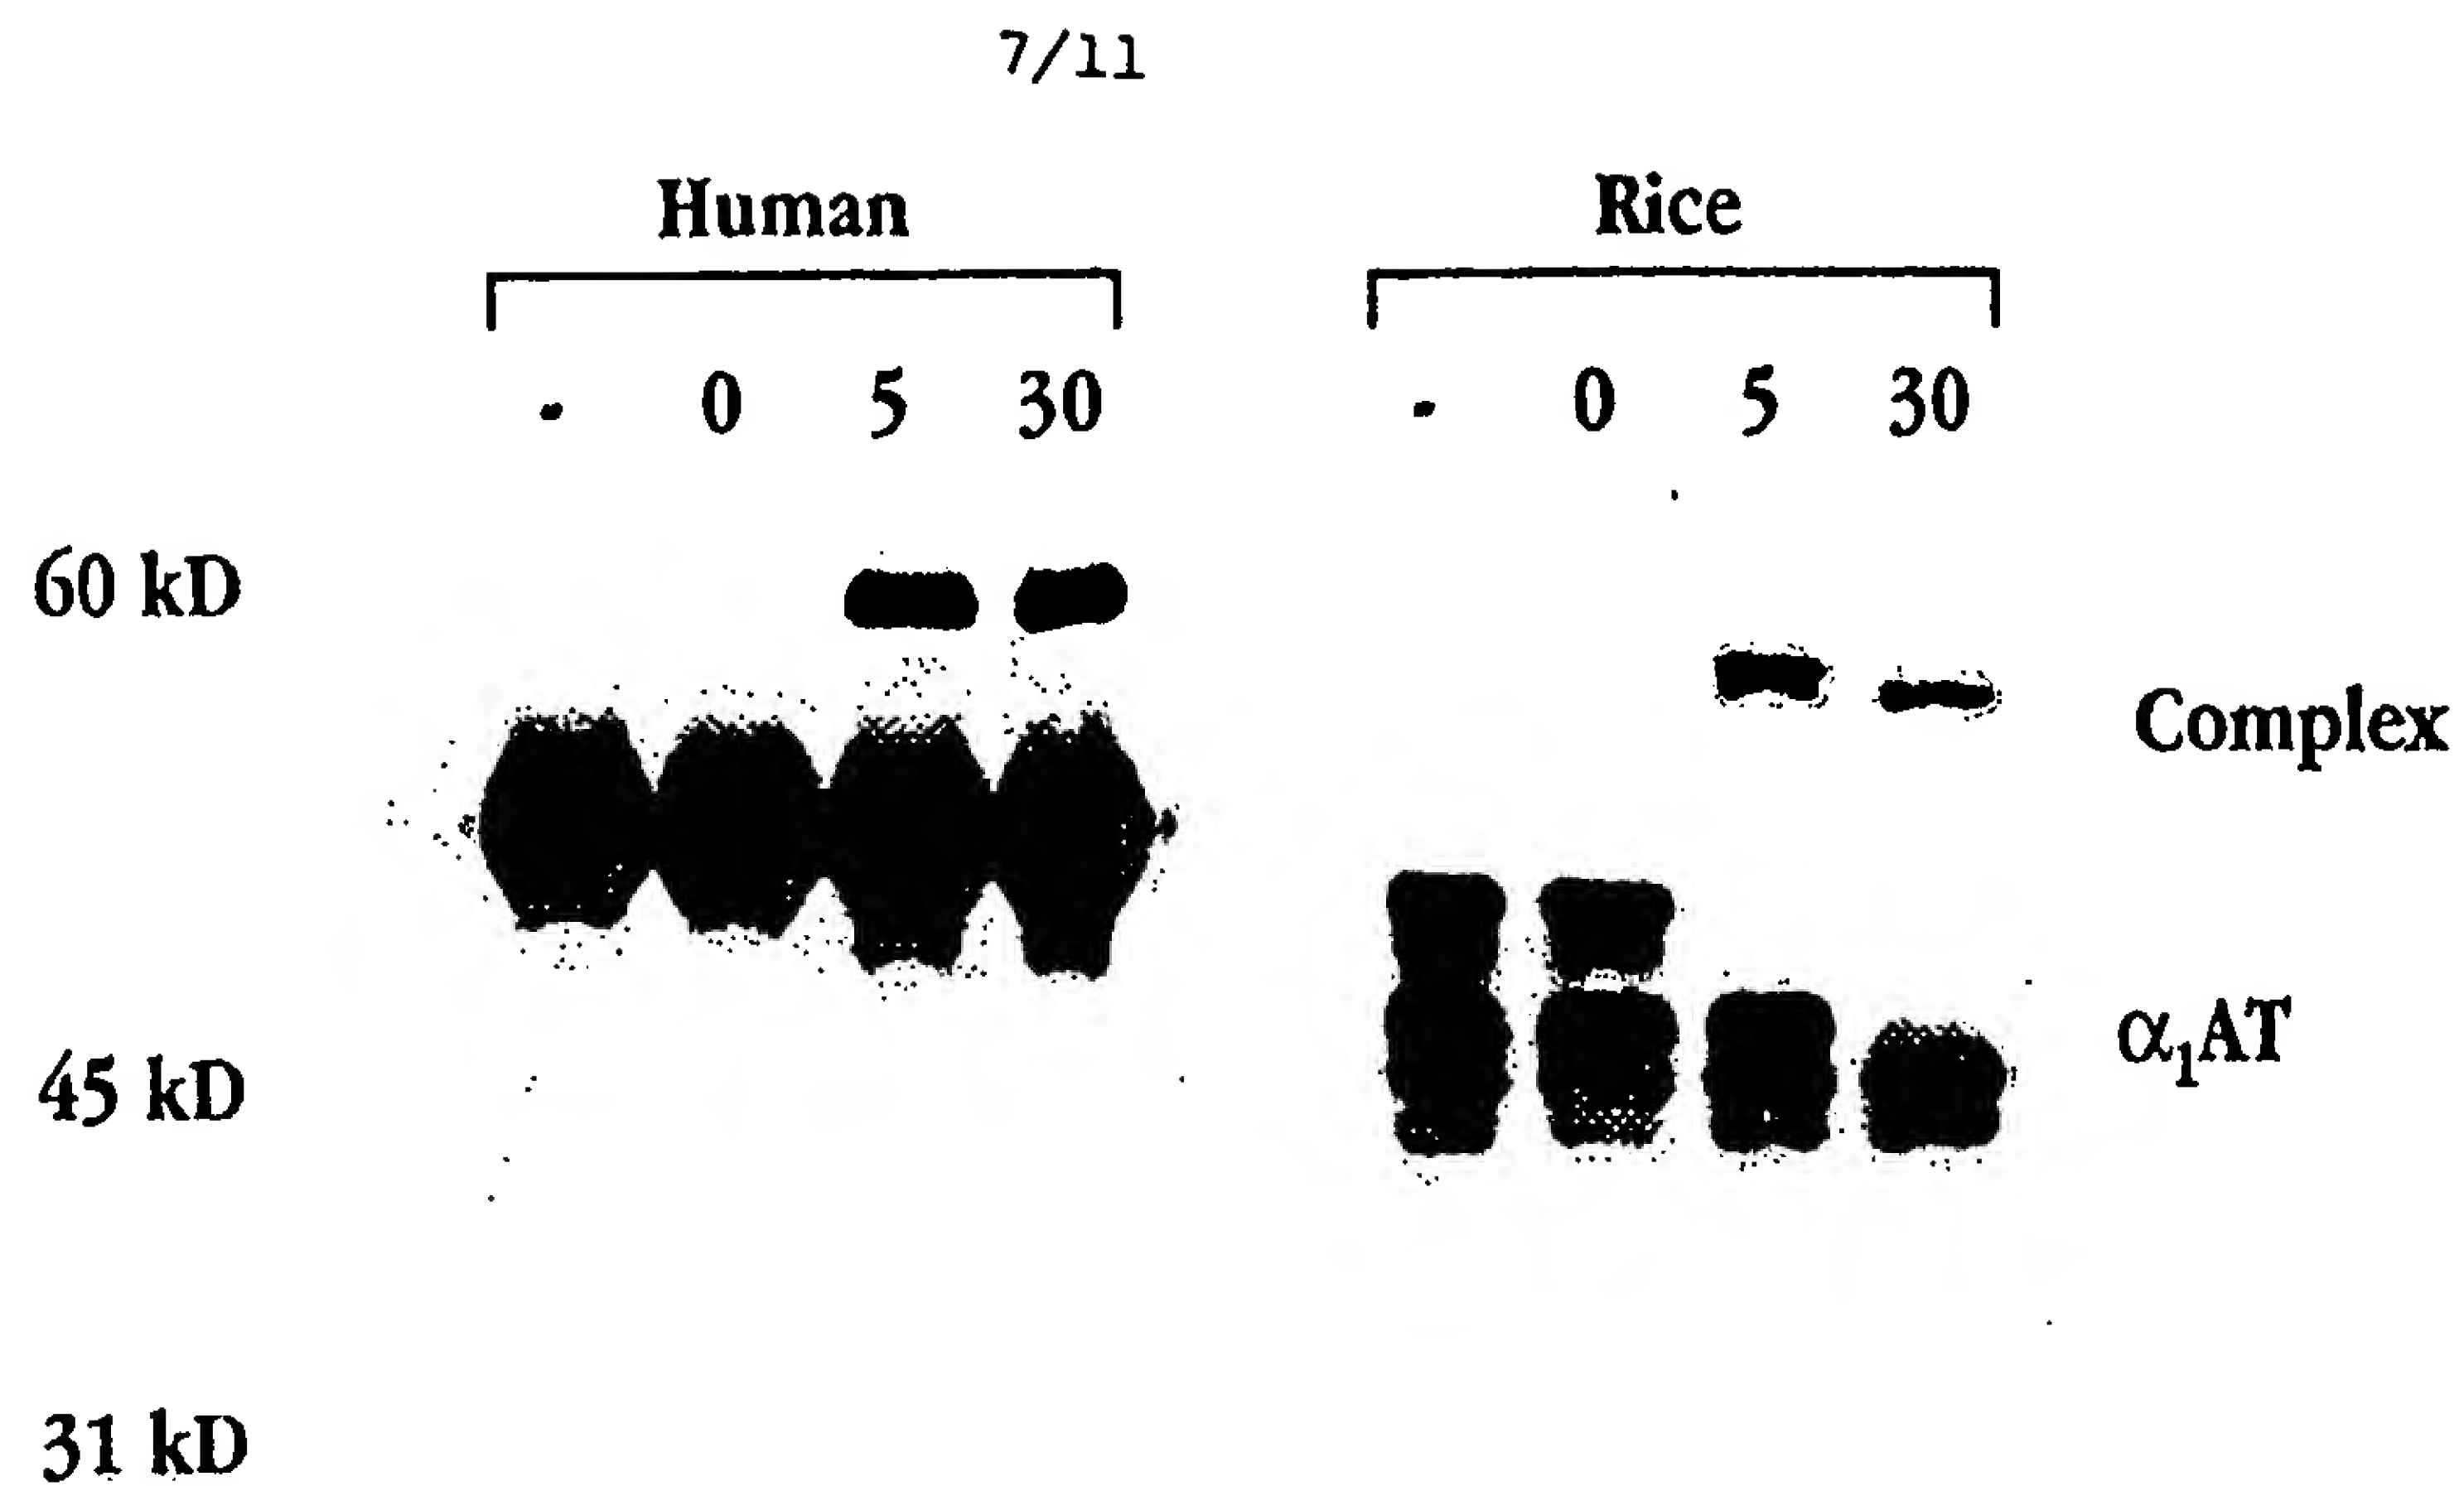 7/11
Human Rice
- 0 5 30 - 0 5 30
60 kD
Complex
α₁AT
45 kD
31 kD